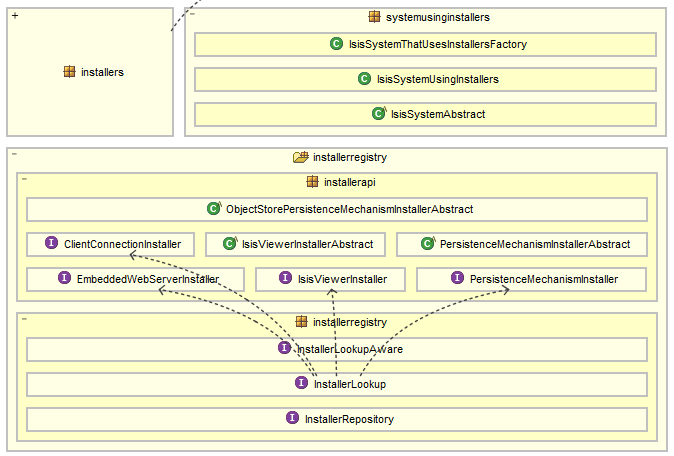 +
installers
−
systemusinginstallers
C IsisSystemThatUsesInstallersFactory
C IsisSystemUsingInstallers
C A IsisSystemAbstract
−
installerregistry
−
installerapi
C A ObjectStorePersistenceMechanismInstallerAbstract
I ClientConnectionInstaller
C A IsisViewerInstallerAbstract
C A PersistenceMechanismInstallerAbstract
I EmbeddedWebServerInstaller
I IsisViewerInstaller
I PersistenceMechanismInstaller
−
installerregistry
I InstallerLookupAware
I InstallerLookup
I InstallerRepository